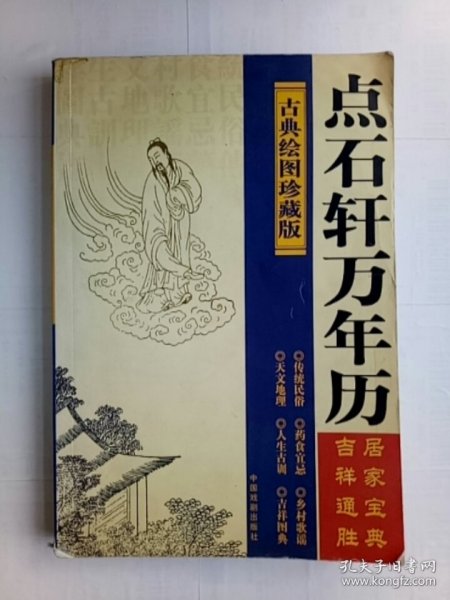 点石轩万年历
古典绘图珍藏版
◎传统民俗 ◎药食宜忌 ◎乡村歌谣
◎天文地理 ◎人生古训 ◎吉祥图典
居家宝典
吉祥通胜
中国戏剧出版社
孔夫子旧书网
www.kongfz.com